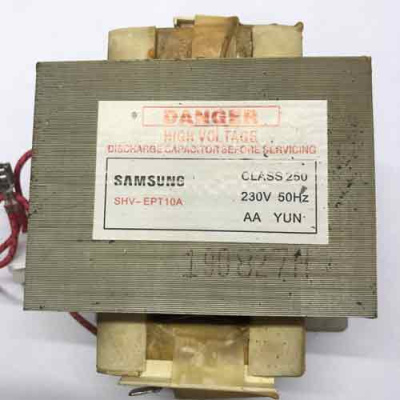 DANGER
HIGH VOLTAGE
DISCHARGE CAPACITOR BEFORE SERVICING
SAMSUNG CLASS 250
SHV-EPT10A 230V 50Hz
AA YUN